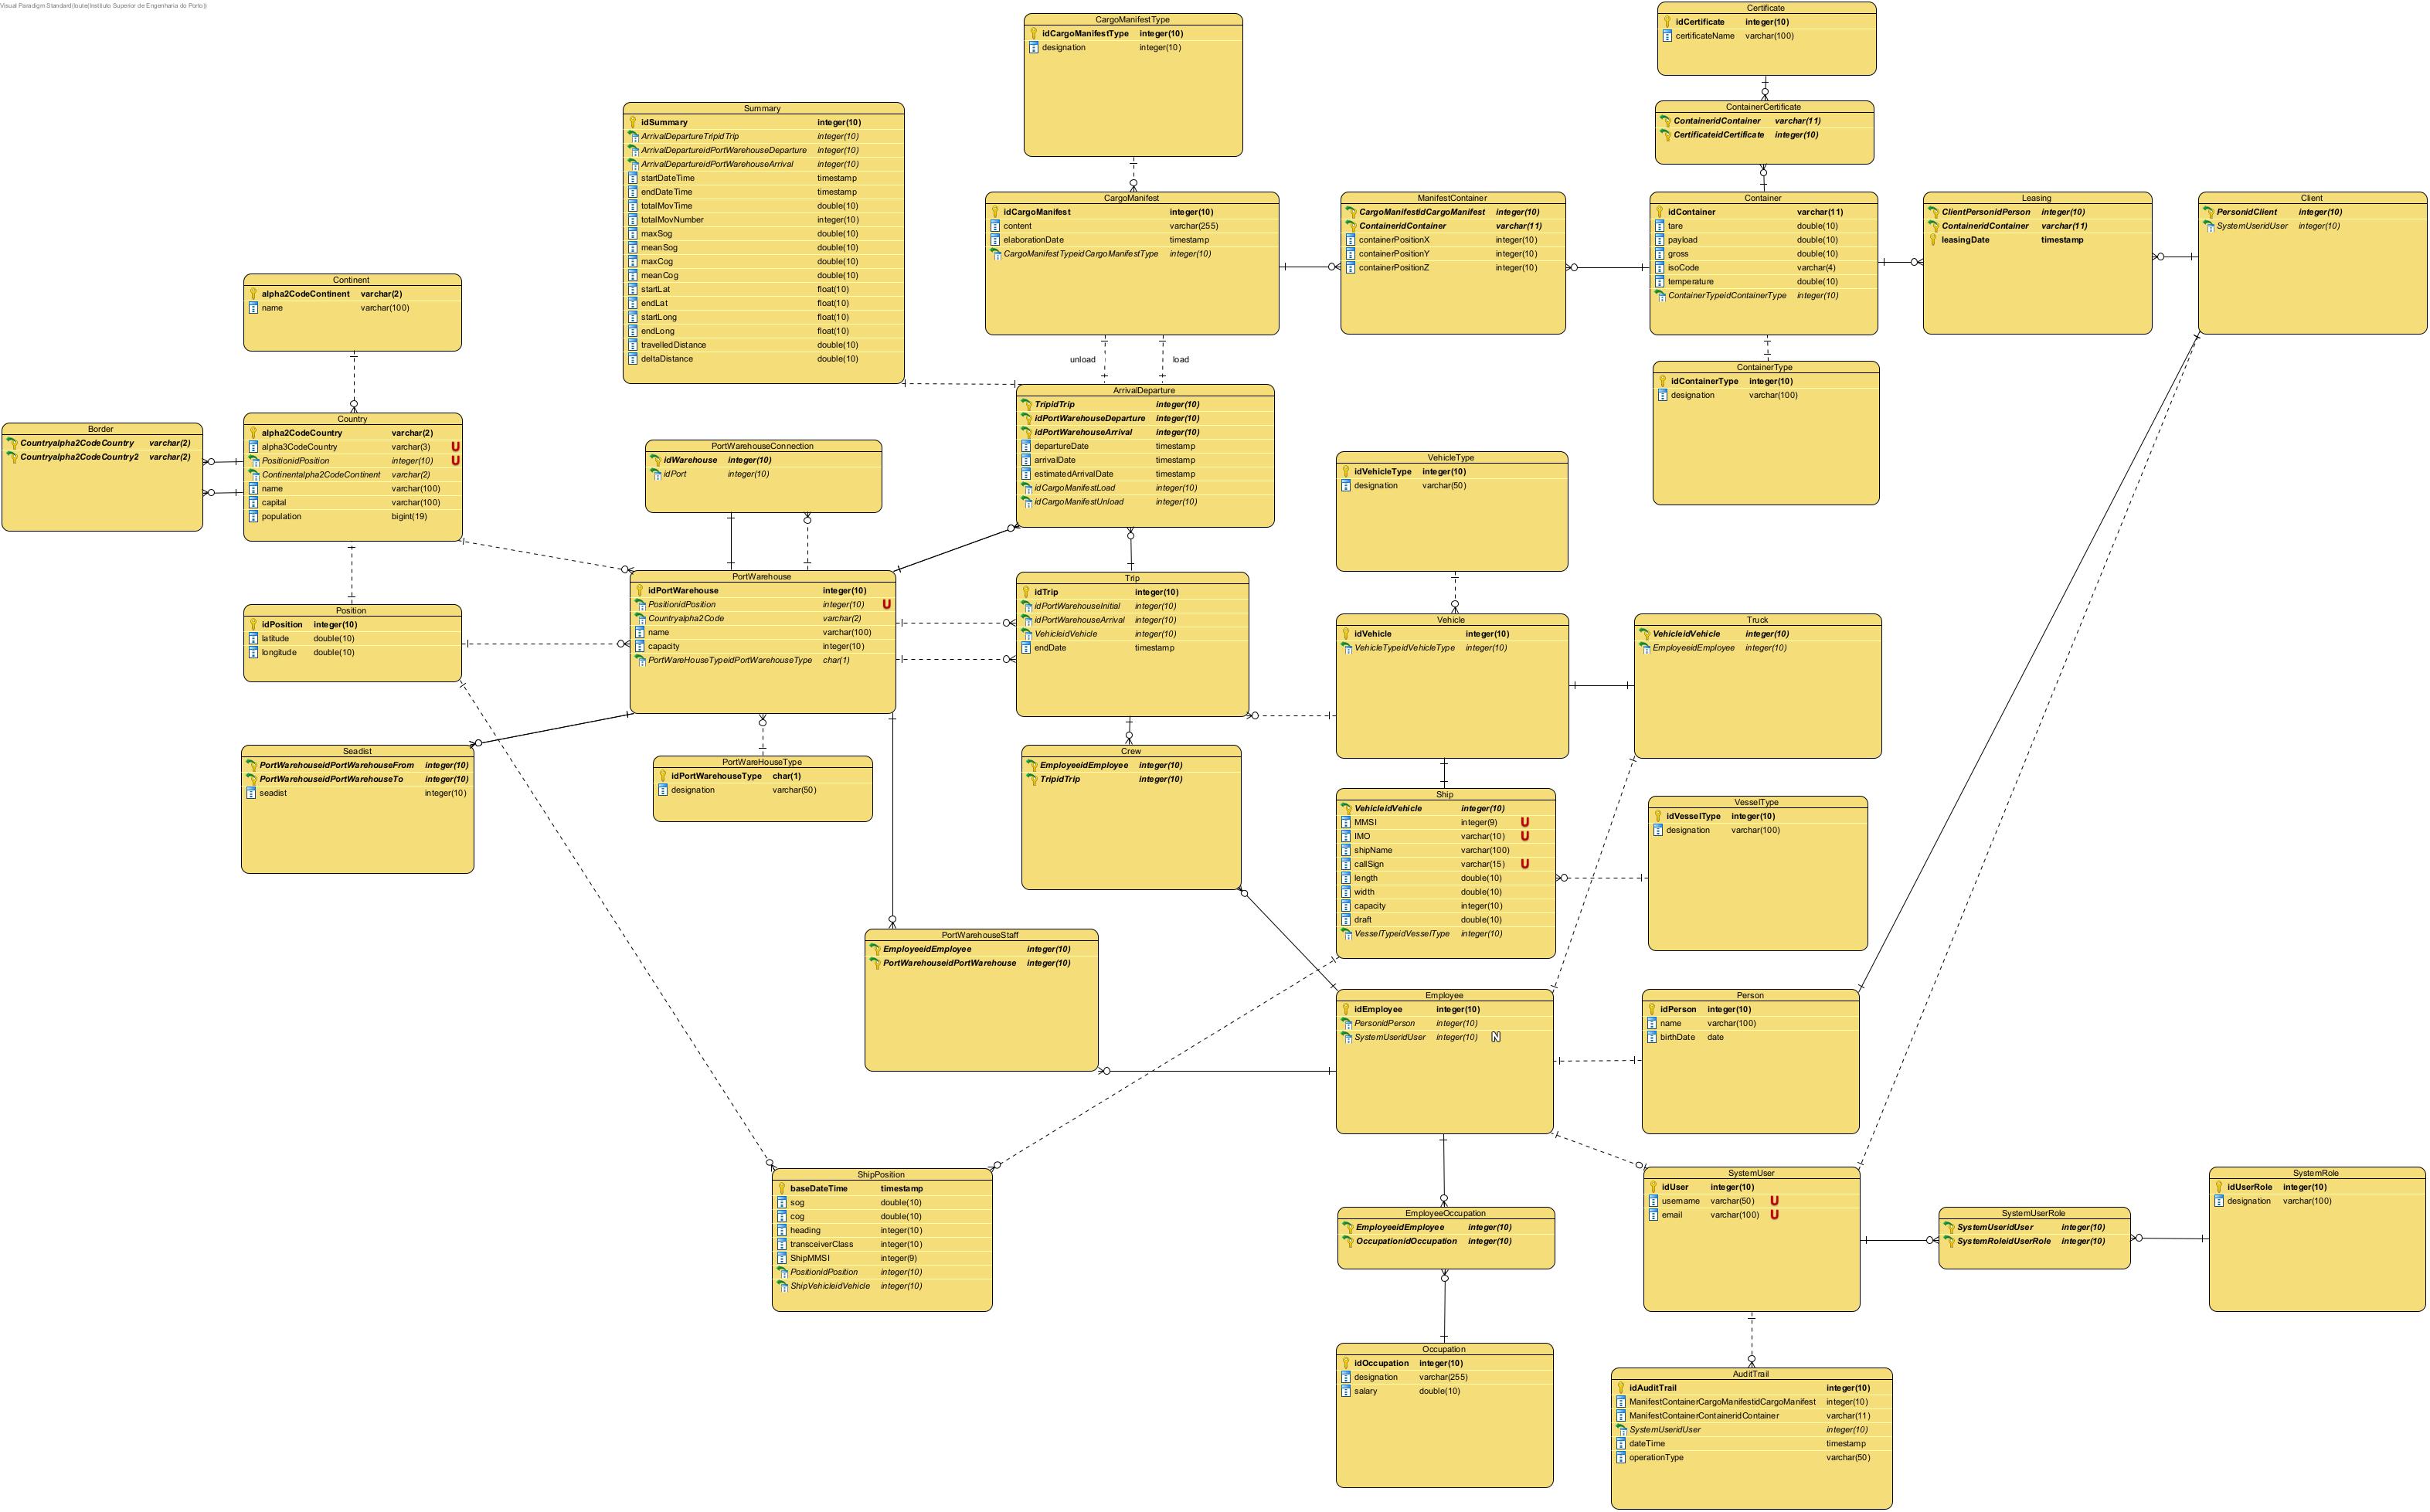 Visual Paradigm Standard(loute(Instituto Superior de Engenharia do Porto))
CargoManifestType
idCargoManifestType integer(10)
designation integer(10)
Certificate
idCertificate integer(10)
certificateName varchar(100)
ContainerCertificate
ContaineridContainer varchar(11)
CertificateidCertificate integer(10)
Summary
idSummary integer(10)
ArrivalDepartureTripidTrip integer(10)
ArrivalDepartureidPortWarehouseDeparture integer(10)
ArrivalDepartureidPortWarehouseArrival integer(10)
startDateTime timestamp
endDateTime timestamp
totalMovTime double(10)
totalMovNumber integer(10)
maxSog double(10)
meanSog double(10)
maxCog double(10)
meanCog double(10)
startLat float(10)
endLat float(10)
startLong float(10)
endLong float(10)
travelledDistance double(10)
deltaDistance double(10)
CargoManifest
idCargoManifest integer(10)
content varchar(255)
elaborationDate timestamp
CargoManifestTypeidCargoManifestType integer(10)
ManifestContainer
CargoManifestidCargoManifest integer(10)
ContaineridContainer varchar(11)
containerPositionX integer(10)
containerPositionY integer(10)
containerPositionZ integer(10)
Container
idContainer varchar(11)
tare double(10)
payload double(10)
gross double(10)
isoCode varchar(4)
temperature double(10)
ContainerTypeidContainerType integer(10)
Leasing
ClientPersonidPerson integer(10)
ContaineridContainer varchar(11)
leasingDate timestamp
Client
PersonidClient integer(10)
SystemUseridUser integer(10)
Continent
alpha2CodeContinent varchar(2)
name varchar(100)
unload
load
ContainerType
idContainerType integer(10)
designation varchar(100)
ArrivalDeparture
TripidTrip integer(10)
idPortWarehouseDeparture integer(10)
idPortWarehouseArrival integer(10)
departureDate timestamp
arrivalDate timestamp
estimatedArrivalDate timestamp
idCargoManifestLoad integer(10)
idCargoManifestUnload integer(10)
Border
Countryalpha2CodeCountry varchar(2)
Countryalpha2CodeCountry2 varchar(2)
Country
alpha2CodeCountry varchar(2)
alpha3CodeCountry varchar(3) U
PositionidPosition integer(10) U
Continentalpha2CodeContinent varchar(2)
name varchar(100)
capital varchar(100)
population bigint(19)
PortWarehouseConnection
idWarehouse integer(10)
idPort integer(10)
VehicleType
idVehicleType integer(10)
designation varchar(50)
PortWarehouse
idPortWarehouse integer(10)
PositionidPosition integer(10) U
Countryalpha2Code varchar(2)
name varchar(100)
capacity integer(10)
PortWareHouseTypeidPortWarehouseType char(1)
Trip
idTrip integer(10)
idPortWarehouseInitial integer(10)
idPortWarehouseArrival integer(10)
VehicleidVehicle integer(10)
endDate timestamp
Position
idPosition integer(10)
latitude double(10)
longitude double(10)
Vehicle
idVehicle integer(10)
VehicleTypeidVehicleType integer(10)
Truck
VehicleidVehicle integer(10)
EmployeeidEmployee integer(10)
Seadist
PortWarehouseidPortWarehouseFrom integer(10)
PortWarehouseidPortWarehouseTo integer(10)
seadist integer(10)
PortWareHouseType
idPortWarehouseType char(1)
designation varchar(50)
Crew
EmployeeidEmployee integer(10)
TripidTrip integer(10)
Ship
VehicleidVehicle integer(10)
MMSI integer(9) U
IMO varchar(10) U
shipName varchar(100)
callSign varchar(15) U
length double(10)
width double(10)
capacity integer(10)
draft double(10)
VesselTypeidVesselType integer(10)
VesselType
idVesselType integer(10)
designation varchar(100)
PortWarehouseStaff
EmployeeidEmployee integer(10)
PortWarehouseidPortWarehouse integer(10)
Employee
idEmployee integer(10)
PersonidPerson integer(10)
SystemUseridUser integer(10) N
Person
idPerson integer(10)
name varchar(100)
birthDate date
ShipPosition
baseDateTime timestamp
sog double(10)
cog double(10)
heading integer(10)
transceiverClass integer(10)
ShipMMSI integer(9)
PositionidPosition integer(10)
ShipVehicleidVehicle integer(10)
EmployeeOccupation
EmployeeidEmployee integer(10)
OccupationidOccupation integer(10)
SystemUser
idUser integer(10)
username varchar(50) U
email varchar(100) U
SystemUserRole
SystemUseridUser integer(10)
SystemRoleidUserRole integer(10)
SystemRole
idUserRole integer(10)
designation varchar(100)
Occupation
idOccupation integer(10)
designation varchar(255)
salary double(10)
AuditTrail
idAuditTrail integer(10)
ManifestContainerCargoManifestidCargoManifest integer(10)
ManifestContainerContaineridContainer varchar(11)
SystemUseridUser integer(10)
dateTime timestamp
operationType varchar(50)